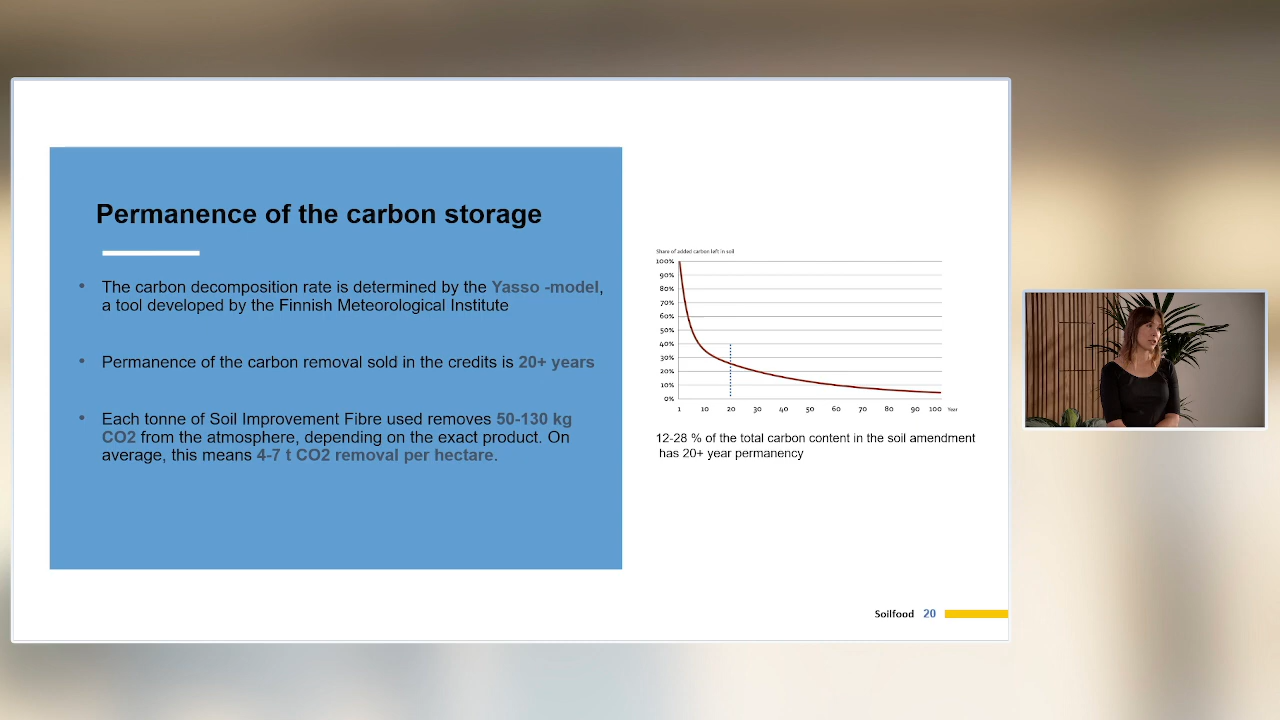 Permanence of the carbon storage
• The carbon decomposition rate is determined by the Yasso -model,
a tool developed by the Finnish Meteorological Institute
• Permanence of the carbon removal sold in the credits is 20+ years
• Each tonne of Soil Improvement Fibre used removes 50-130 kg
CO2 from the atmosphere, depending on the exact product. On
average, this means 4-7 t CO2 removal per hectare.
Share of added carbon left in soil
100%
90%
80%
70%
60%
50%
40%
30%
20%
10%
0%
1 10 20 30 40 50 60 70 80 90 100 Year
12-28 % of the total carbon content in the soil amendment
has 20+ year permanency
Soilfood 20